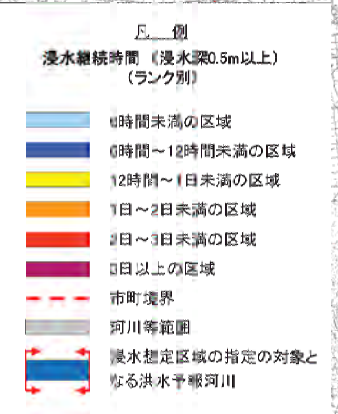 凡 例
浸水継続時間 (浸水深0.5m以上)
(ランク別)
6時間未満の区域
6時間～12時間未満の区域
12時間～1日未満の区域
1日～2日未満の区域
2日～3日未満の区域
3日以上の区域
市町境界
河川等範囲
浸水想定区域の指定の対象と
なる洪水予報河川